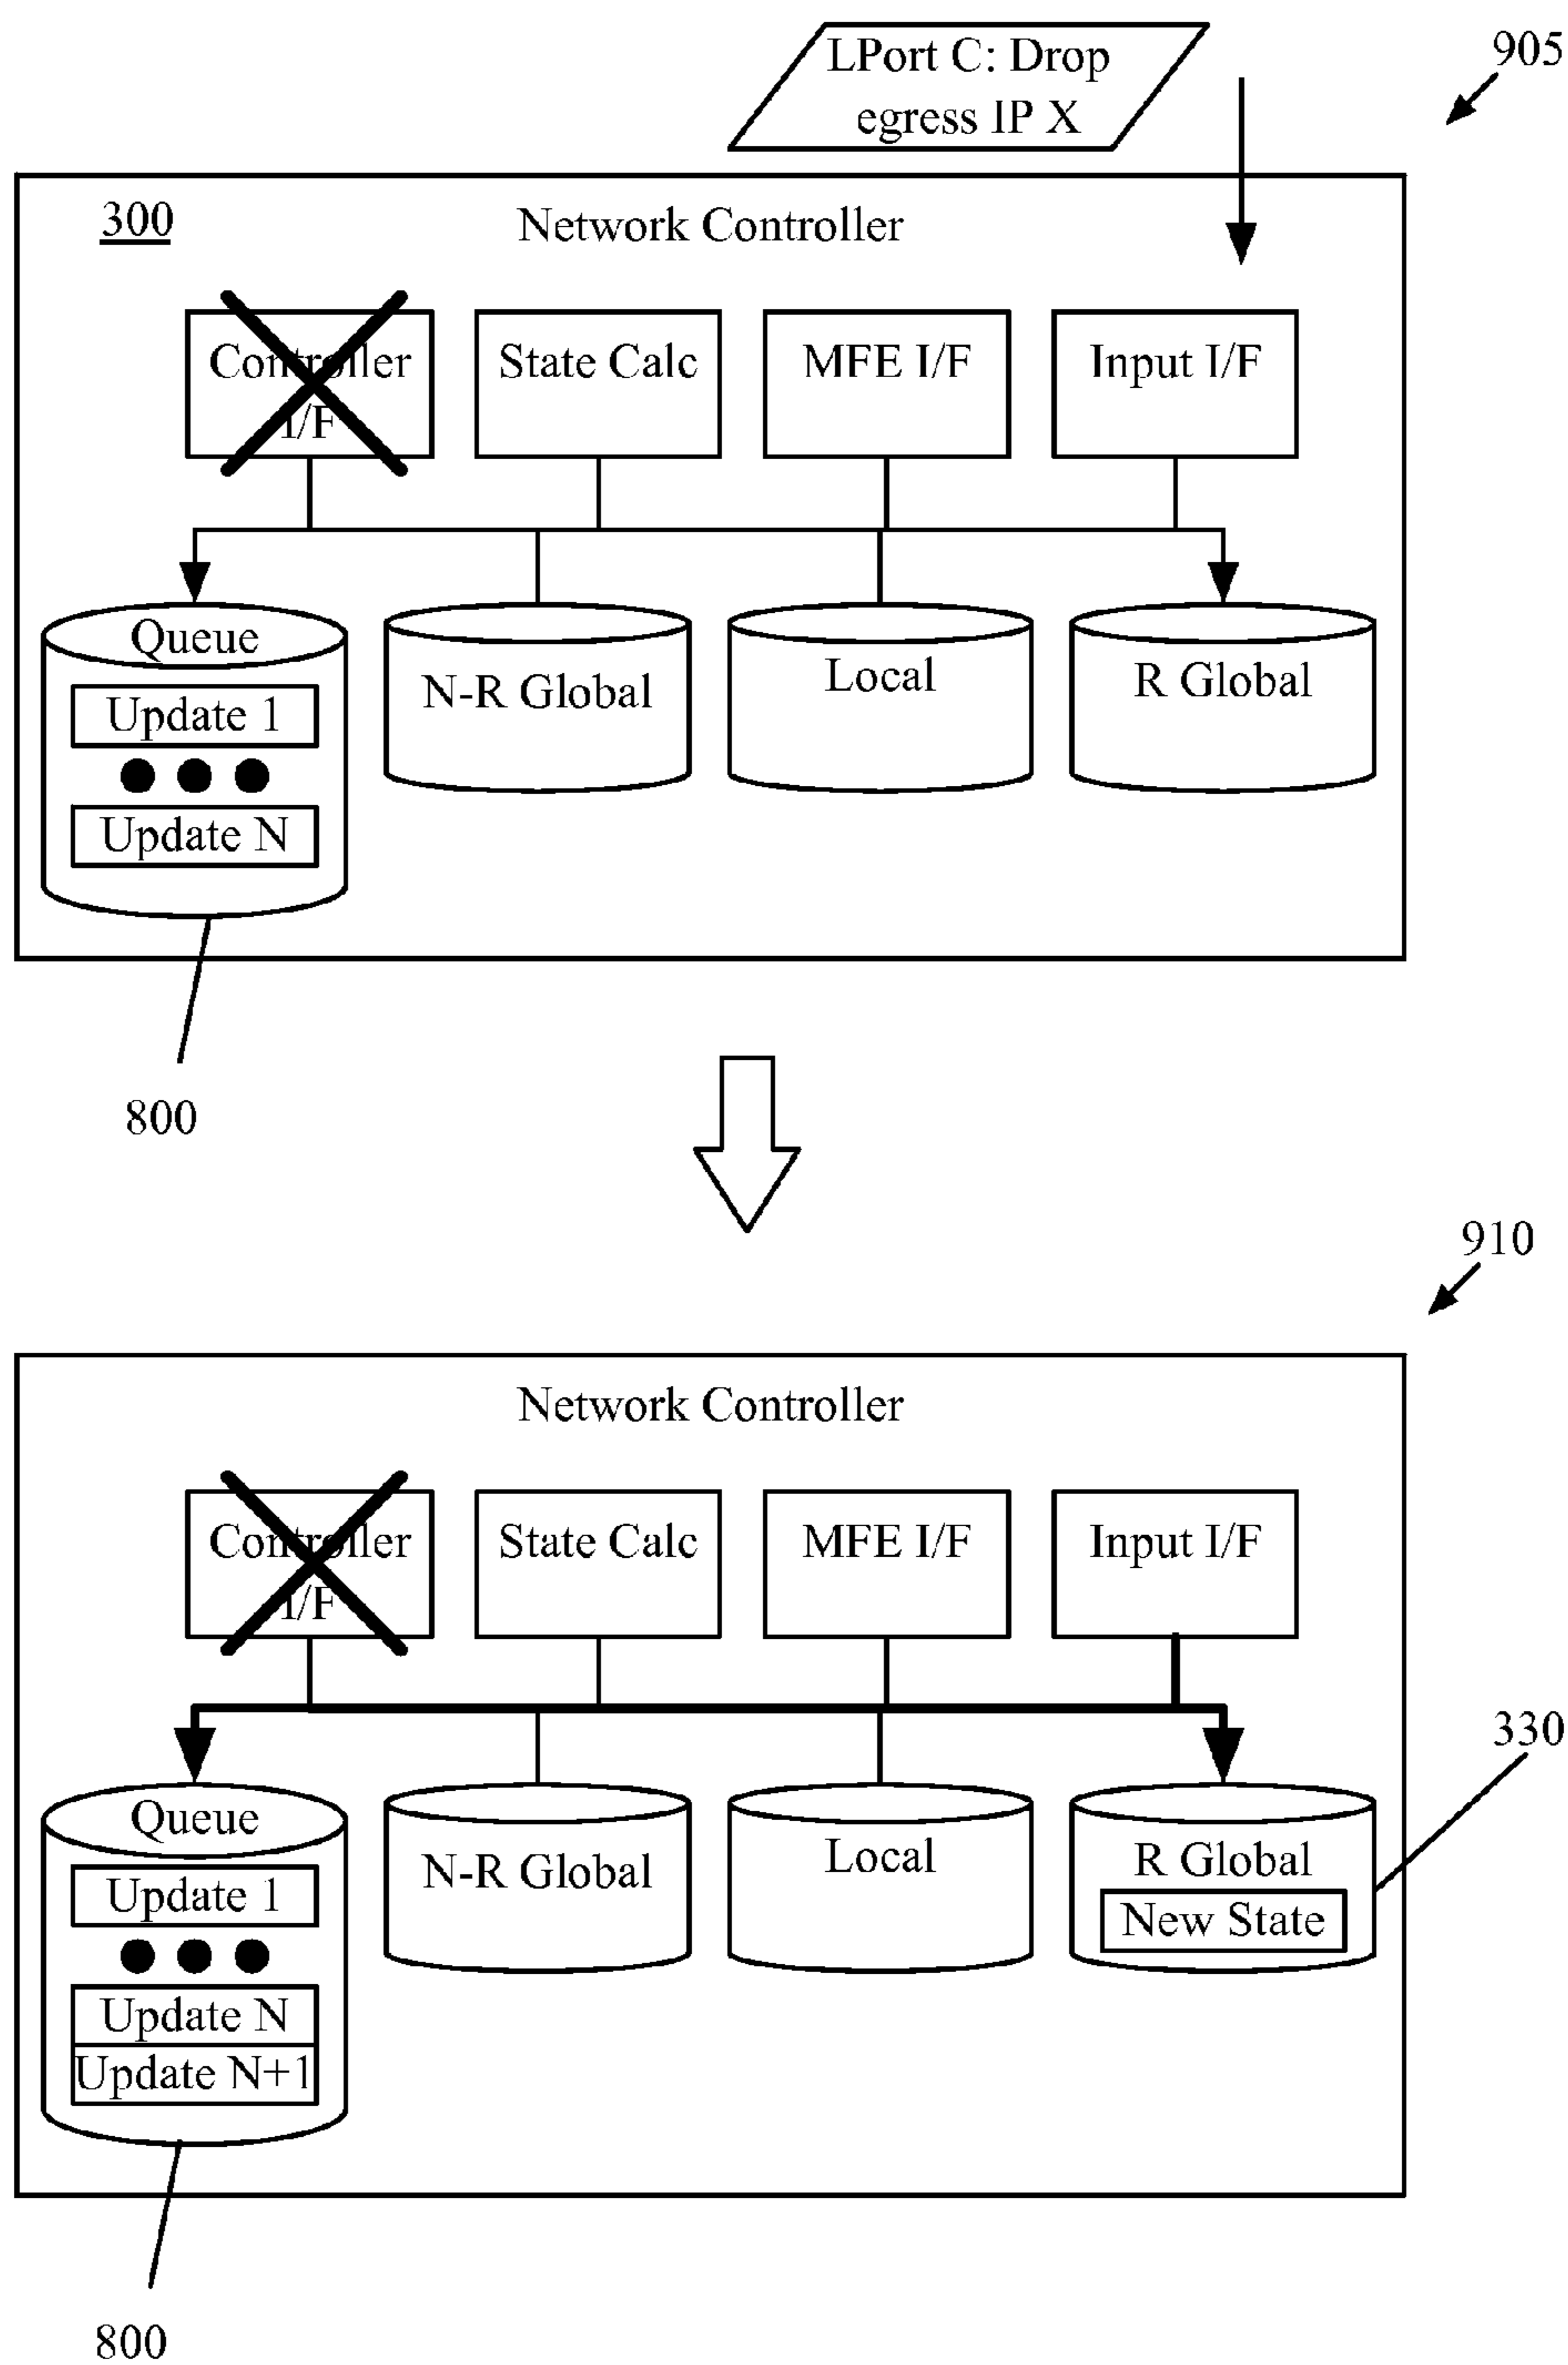 LPort C: Drop
egress IP X
905
300
Network Controller
Controller
I/F
State Calc
MFE I/F
Input I/F
Queue
Update 1
Update N
N-R Global
Local
R Global
800
910
Network Controller
Controller
I/F
State Calc
MFE I/F
Input I/F
330
Queue
Update 1
Update N
Update N+1
N-R Global
Local
R Global
New State
800